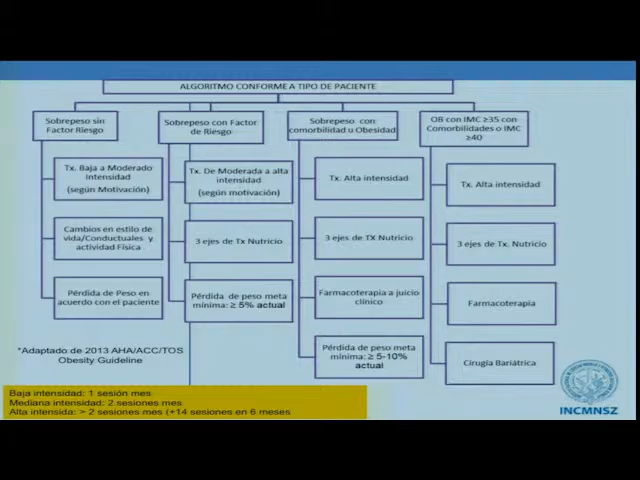 ALGORITMO CONFORME A TIPO DE PACIENTE
Sobrepeso sin
Factor Riesgo
Tx. Baja a Moderado
Intensidad
(según Motivación)
Cambios en estilo de
vida/Conductuales y
actividad Física
Pérdida de Peso en
acuerdo con el paciente
Sobrepeso con Factor
de Riesgo
Tx. De Moderada a alta
intensidad
(según motivación)
3 ejes de Tx Nutricio
Pérdida de peso meta
mínima: ≥ 5% actual
Sobrepeso con
comorbilidad u Obesidad
Tx. Alta intensidad
3 ejes de TX Nutricio
Farmacoterapia a juicio
clínico
Pérdida de peso meta
mínima: ≥ 5-10%
actual
OB con IMC ≥35 con
Comorbilidades o IMC
≥40
Tx. Alta intensidad
3 ejes de Tx. Nutricio
Farmacoterapia
Cirugía Bariátrica
*Adaptado de 2013 AHA/ACC/TOS
Obesity Guideline
Baja intensidad: 1 sesión mes
Mediana intensidad: 2 sesiones mes
Alta intensida: > 2 sesiones mes (+14 sesiones en 6 meses
INCMNSZ